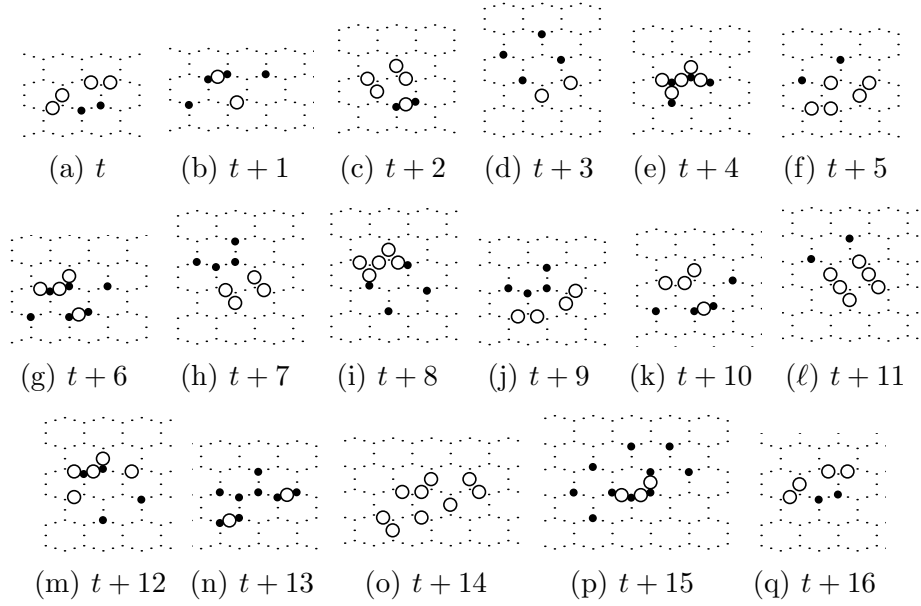 (a) t (b) t + 1 (c) t + 2 (d) t + 3 (e) t + 4 (f) t + 5
(g) t + 6 (h) t + 7 (i) t + 8 (j) t + 9 (k) t + 10 (ℓ) t + 11
(m) t + 12 (n) t + 13 (o) t + 14 (p) t + 15 (q) t + 16